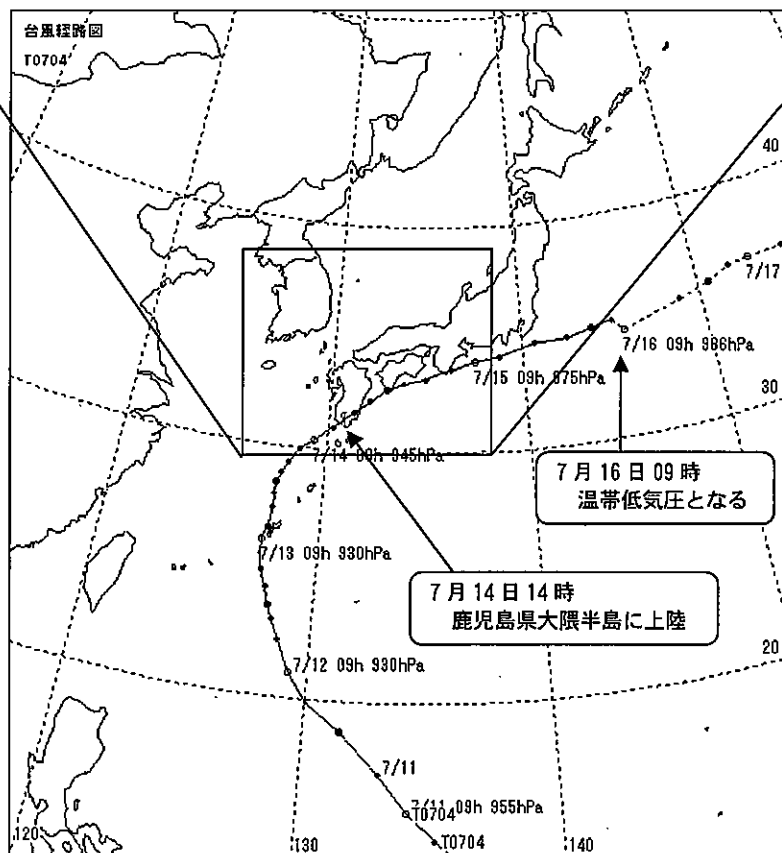 台風経路図
T0704
40
7/17
7/16 09h 986hPa
7/15 09h 975hPa
30
7/14 09h 945hPa
7月16日09時
温帯低気圧となる
7/13 09h 930hPa
7月14日14時
鹿児島県大隅半島に上陸
20
7/12 09h 930hPa
7/11
7/11 09h 955hPa
T0704
T0704
120
130
140